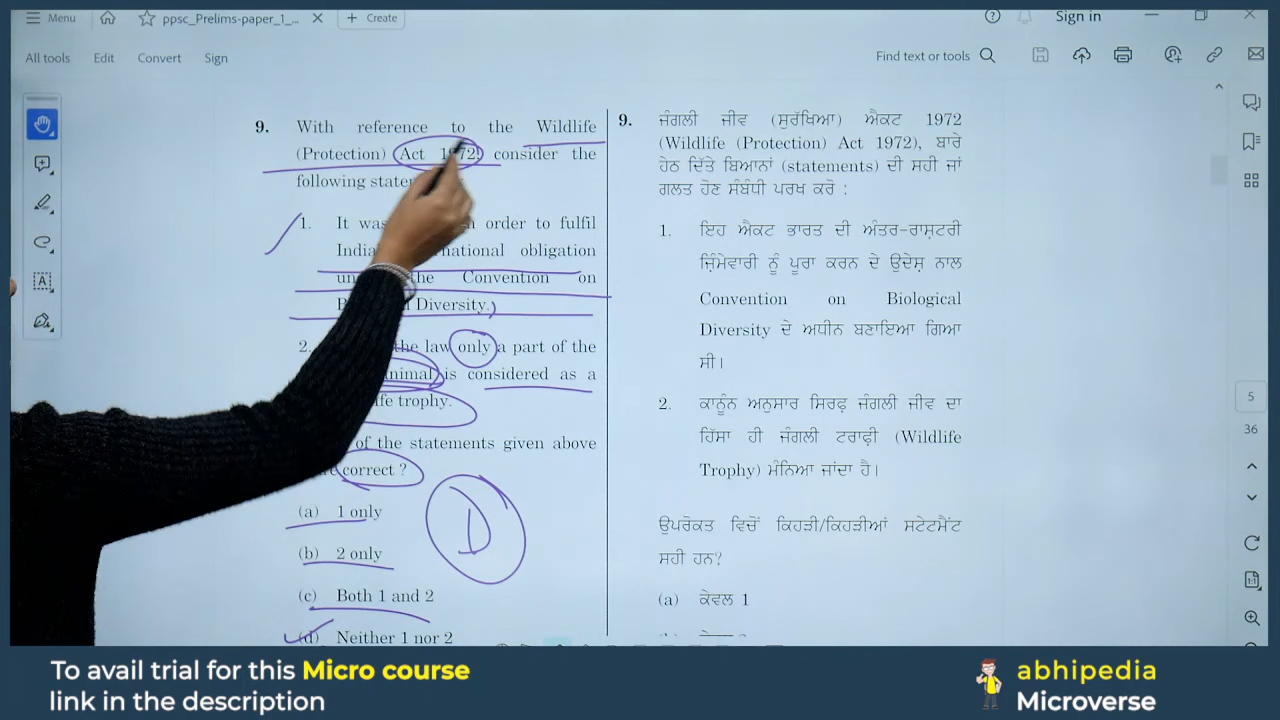 Menu
ppsc_Prelims-paper_1_...
Create
Sign in
All tools
Edit
Convert
Sign
Find text or tools
9. With reference to the Wildlife
(Protection) Act 1972, consider the
following
1. It was order to fulfil
obligation
the Convention on
Diversity.
2. the law only a part of the
animal is considered as a
trophy.
of the statements given above
correct ?
(a) 1 only
(b) 2 only
(c) Both 1 and 2
(d) Neither 1 nor 2
D
9. ਜੰਗਲੀ ਜੀਵ (ਸੁਰੱਖਿਆ) ਐਕਟ 1972
(Wildlife (Protection) Act 1972), ਬਾਰੇ
ਹੇਠ ਦਿੱਤੇ ਬਿਆਨਾਂ (statements) ਦੀ ਸਹੀ ਜਾਂ
ਗਲਤ ਹੋਣ ਸੰਬੰਧੀ ਪਰਖ ਕਰੋ :
1. ਇਹ ਐਕਟ ਭਾਰਤ ਦੀ ਅੰਤਰ-ਰਾਸ਼ਟਰੀ
ਜ਼ਿੰਮੇਵਾਰੀ ਨੂੰ ਪੂਰਾ ਕਰਨ ਦੇ ਉਦੇਸ਼ ਨਾਲ
Convention on Biological
Diversity ਦੇ ਅਧੀਨ ਬਣਾਇਆ ਗਿਆ
ਸੀ।
2. ਕਾਨੂੰਨ ਅਨੁਸਾਰ ਸਿਰਫ਼ ਜੰਗਲੀ ਜੀਵ ਦਾ
ਹਿੱਸਾ ਹੀ ਜੰਗਲੀ ਟਰਾਫ਼ੀ (Wildlife
Trophy) ਮੰਨਿਆ ਜਾਂਦਾ ਹੈ।
ਉਪਰੋਕਤ ਵਿਚੋਂ ਕਿਹੜੀ/ਕਿਹੜੀਆਂ ਸਟੇਟਮੈਂਟ
ਸਹੀ ਹਨ?
(a) ਕੇਵਲ 1
5
36
To avail trial for this Micro course
link in the description
abhipedia
Microverse